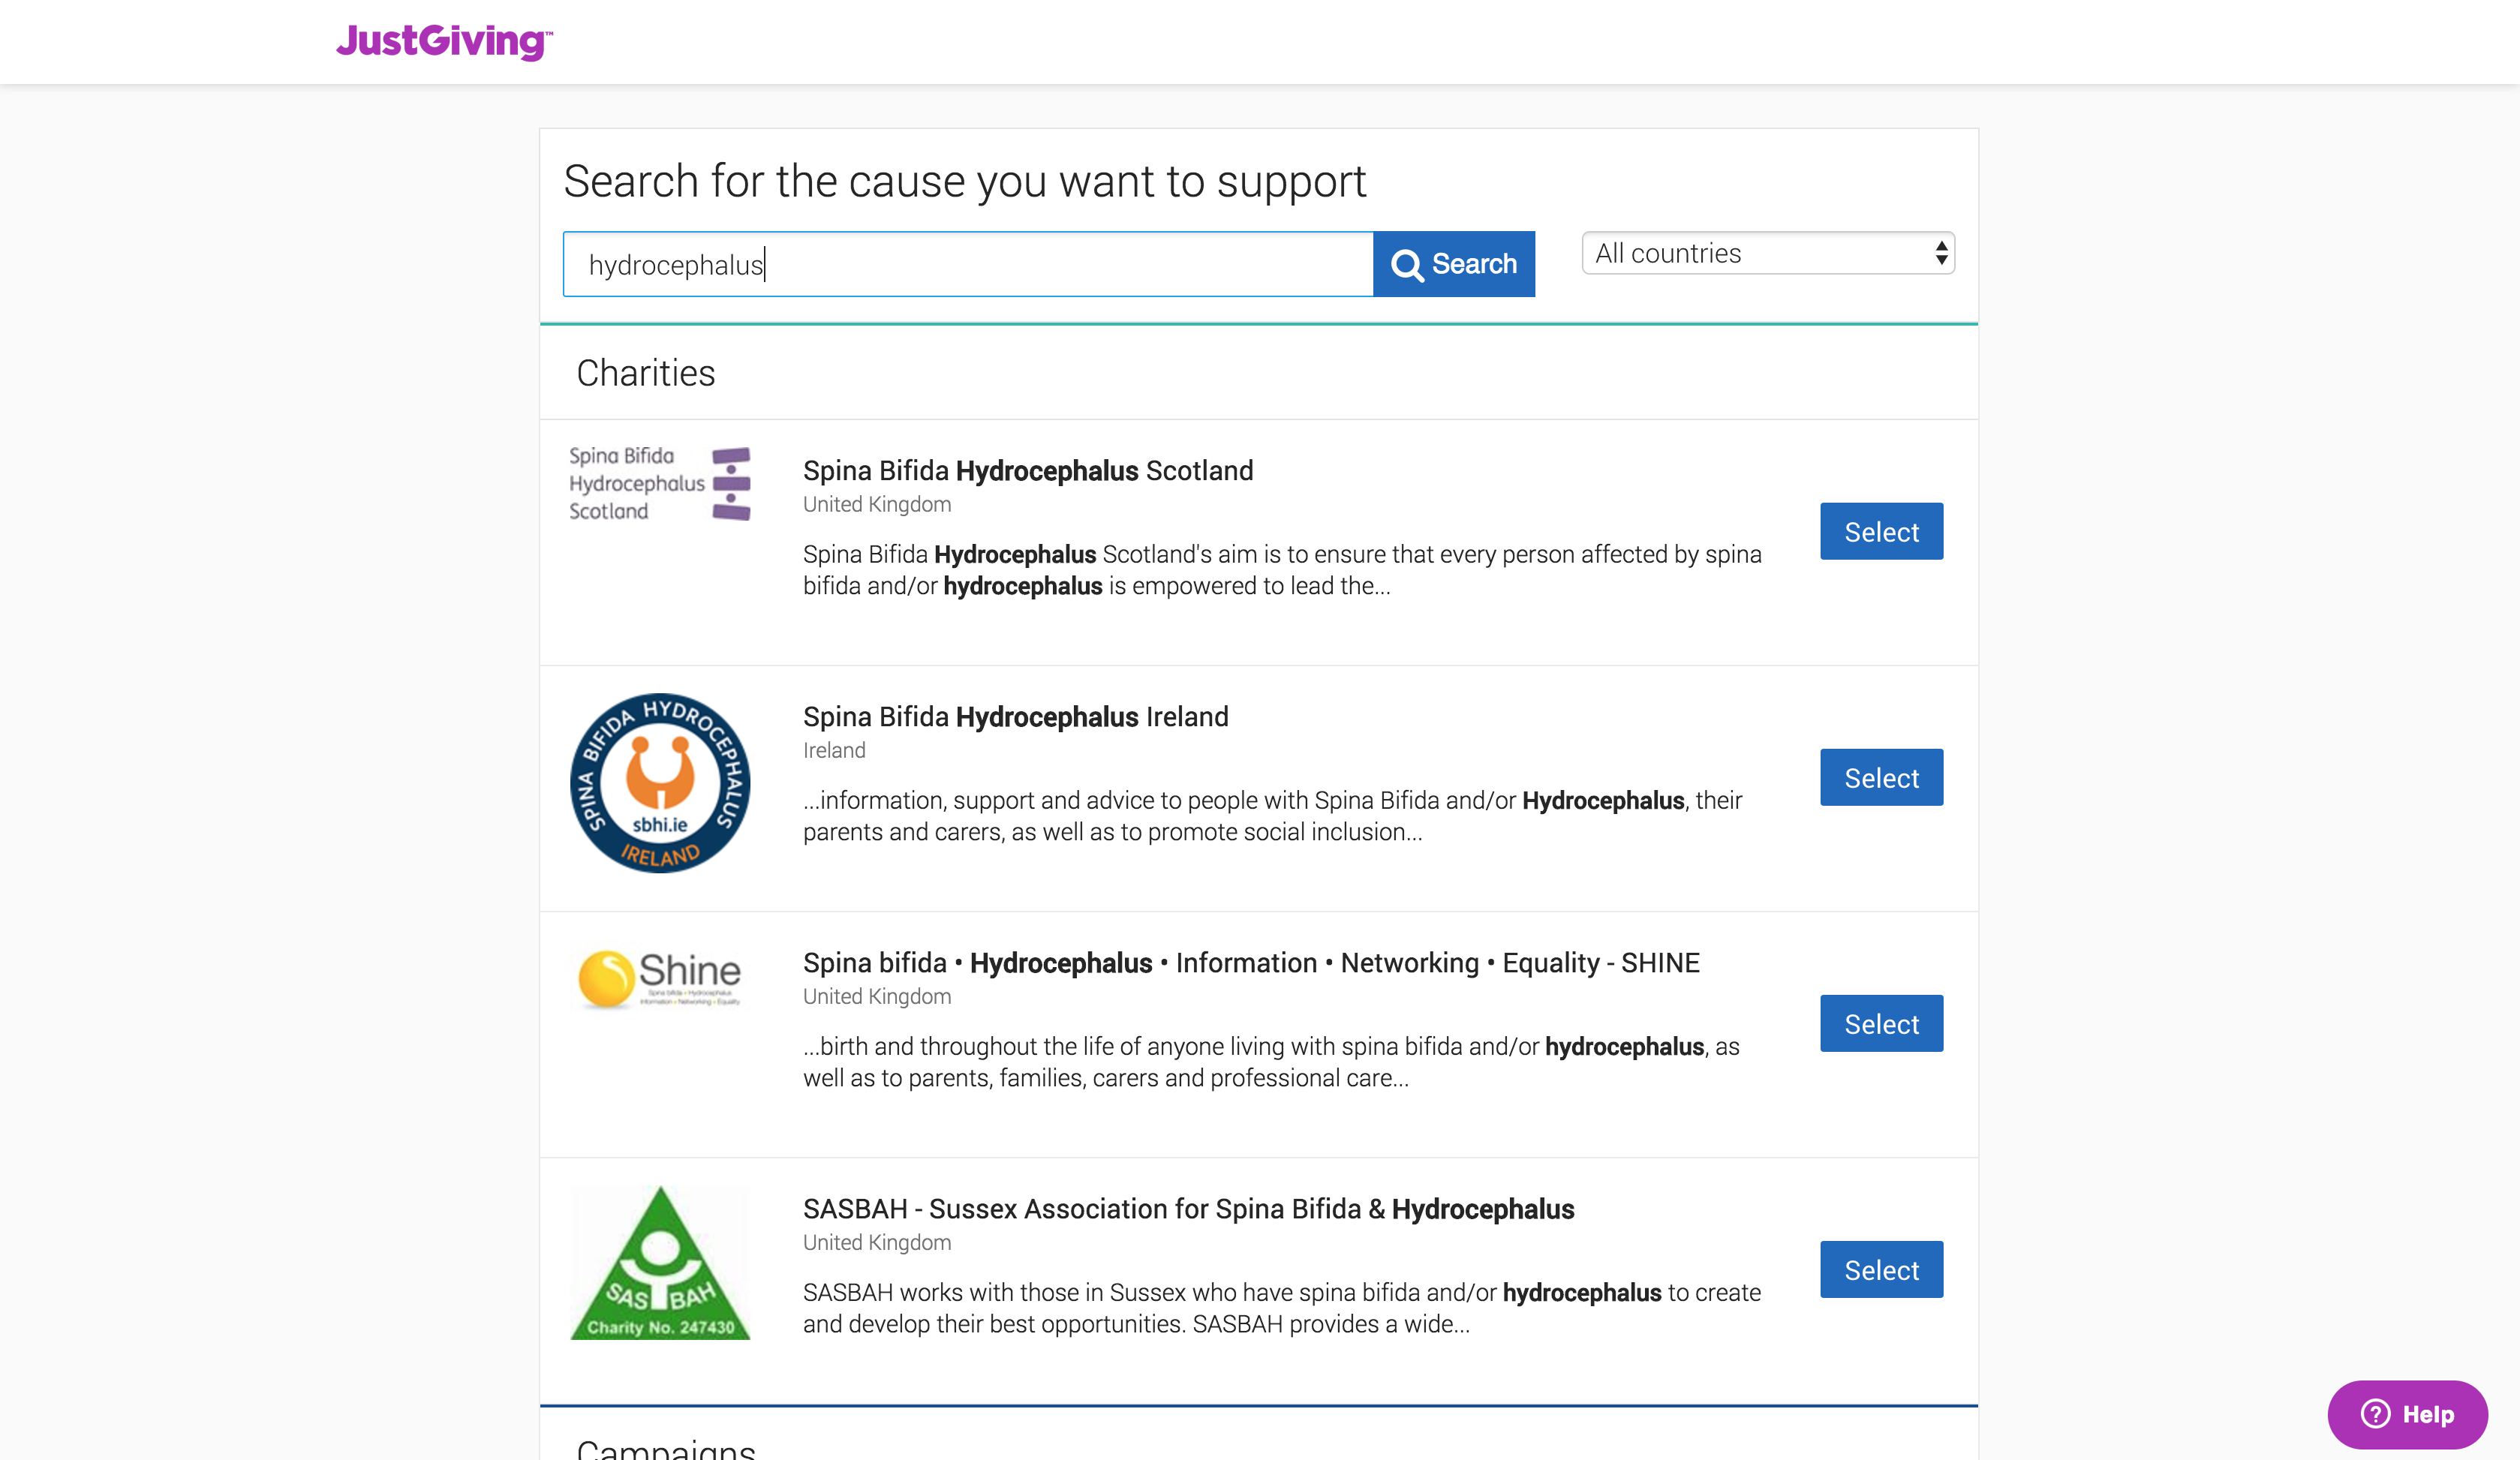 JustGiving™
Search for the cause you want to support
hydrocephalus
Search
All countries
Charities
Spina Bifida
Hydrocephalus
Scotland
Spina Bifida Hydrocephalus Scotland
United Kingdom
Spina Bifida Hydrocephalus Scotland's aim is to ensure that every person affected by spina
bifida and/or hydrocephalus is empowered to lead the...
Select
SPINA BIFIDA HYDROCEPHALUS
sbhi.ie
IRELAND
Spina Bifida Hydrocephalus Ireland
Ireland
...information, support and advice to people with Spina Bifida and/or Hydrocephalus, their
parents and carers, as well as to promote social inclusion...
Select
Shine
Spina bifida • Hydrocephalus
Information • Networking • Equality
Spina bifida • Hydrocephalus • Information • Networking • Equality - SHINE
United Kingdom
...birth and throughout the life of anyone living with spina bifida and/or hydrocephalus, as
well as to parents, families, carers and professional care...
Select
SASBAH
Charity No. 247430
SASBAH - Sussex Association for Spina Bifida & Hydrocephalus
United Kingdom
SASBAH works with those in Sussex who have spina bifida and/or hydrocephalus to create
and develop their best opportunities. SASBAH provides a wide...
Select
Campaigns
Help